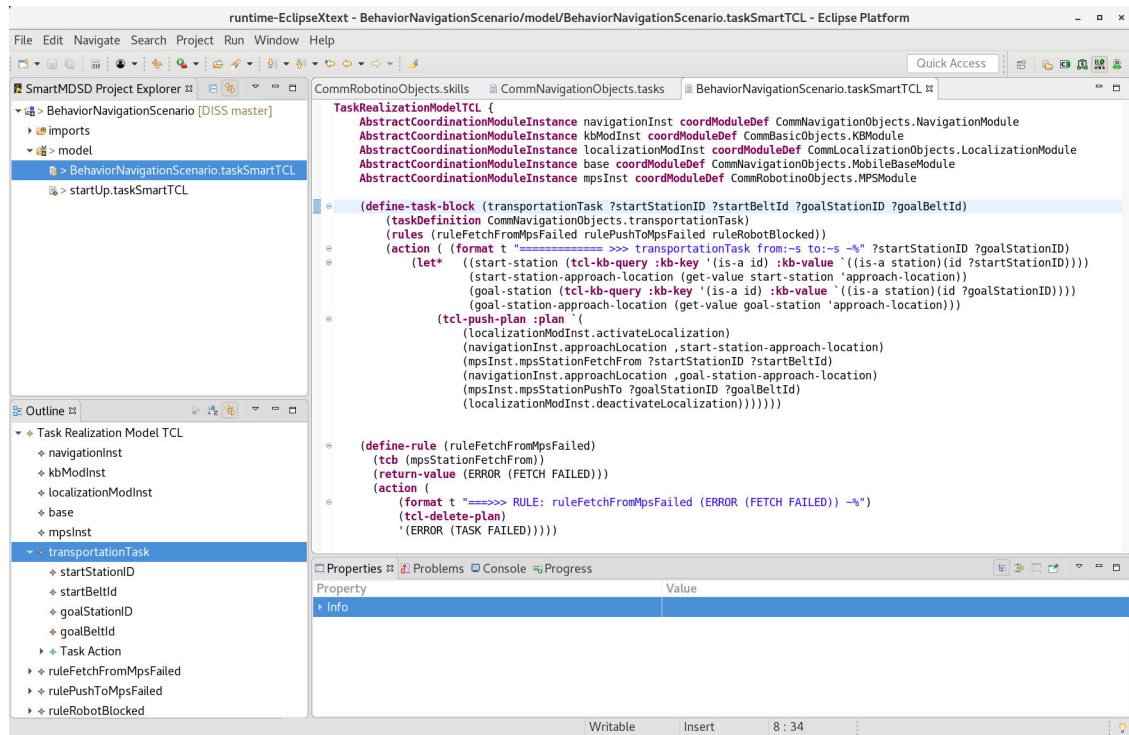 runtime-EclipseXtext - BehaviorNavigationScenario/model/BehaviorNavigationScenario.taskSmartTCL - Eclipse Platform
File Edit Navigate Search Project Run Window Help
Quick Access
SmartMDSD Project Explorer
> BehaviorNavigationScenario [DISS master]
imports
> model
> BehaviorNavigationScenario.taskSmartTCL
> startUp.taskSmartTCL
Outline
Task Realization Model TCL
navigationInst
kbModInst
localizationModInst
base
mpsInst
transportationTask
startStationID
startBeltId
goalStationID
goalBeltId
Task Action
ruleFetchFromMpsFailed
rulePushToMpsFailed
ruleRobotBlocked
CommRobotinoObjects.skills CommNavigationObjects.tasks BehaviorNavigationScenario.taskSmartTCL
TaskRealizationModelTCL {
AbstractCoordinationModuleInstance navigationInst coordModuleDef CommNavigationObjects.NavigationModule
AbstractCoordinationModuleInstance kbModInst coordModuleDef CommBasicObjects.KBModule
AbstractCoordinationModuleInstance localizationModInst coordModuleDef CommLocalizationObjects.LocalizationModule
AbstractCoordinationModuleInstance base coordModuleDef CommNavigationObjects.MobileBaseModule
AbstractCoordinationModuleInstance mpsInst coordModuleDef CommRobotinoObjects.MPSModule
(define-task-block (transportationTask ?startStationID ?startBeltId ?goalStationID ?goalBeltId)
(taskDefinition CommNavigationObjects.transportationTask)
(rules (ruleFetchFromMpsFailed rulePushToMpsFailed ruleRobotBlocked))
(action ( (format t "============= >>> transportationTask from:~s to:~s ~%" ?startStationID ?goalStationID)
(let* ((start-station (tcl-kb-query :kb-key '(is-a id) :kb-value `((is-a station)(id ?startStationID))))
(start-station-approach-location (get-value start-station 'approach-location))
(goal-station (tcl-kb-query :kb-key '(is-a id) :kb-value `((is-a station)(id ?goalStationID))))
(goal-station-approach-location (get-value goal-station 'approach-location)))
(tcl-push-plan :plan `(
(localizationModInst.activateLocalization)
(navigationInst.approachLocation ,start-station-approach-location)
(mpsInst.mpsStationFetchFrom ?startStationID ?startBeltId)
(navigationInst.approachLocation ,goal-station-approach-location)
(mpsInst.mpsStationPushTo ?goalStationID ?goalBeltId)
(localizationModInst.deactivateLocalization)))))))
(define-rule (ruleFetchFromMpsFailed)
(tcb (mpsStationFetchFrom))
(return-value (ERROR (FETCH FAILED)))
(action (
(format t "===>>> RULE: ruleFetchFromMpsFailed (ERROR (FETCH FAILED)) ~%")
(tcl-delete-plan)
'(ERROR (TASK FAILED)))))
Properties Problems Console Progress
Property Value
Info
Writable Insert 8 : 34